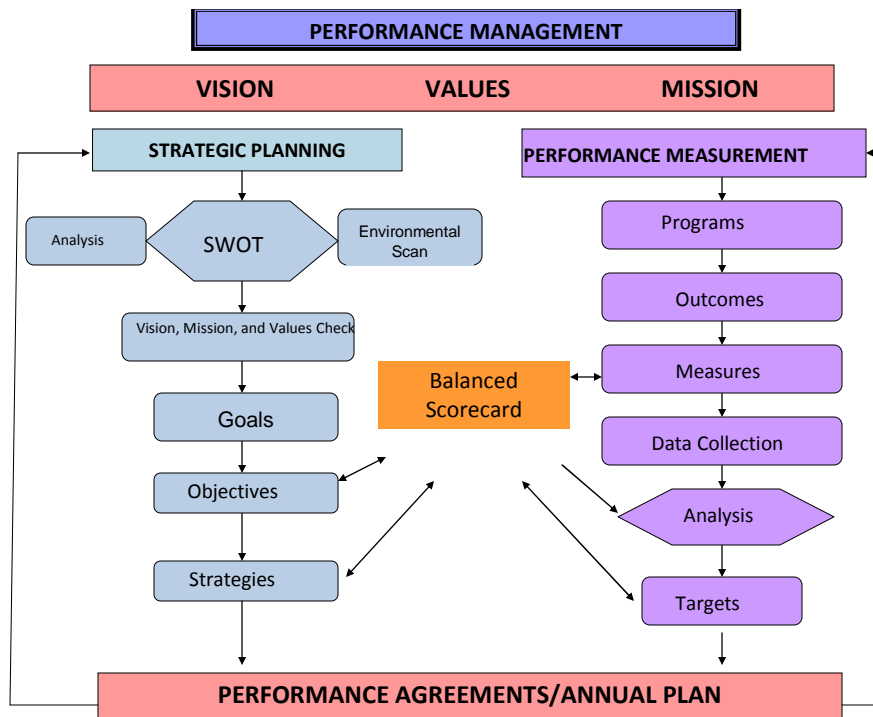 PERFORMANCE MANAGEMENT
VISION VALUES MISSION
STRATEGIC PLANNING
Analysis
SWOT
Environmental
Scan
Vision, Mission, and Values Check
Goals
Objectives
Strategies
Balanced
Scorecard
PERFORMANCE MEASUREMENT
Programs
Outcomes
Measures
Data Collection
Analysis
Targets
PERFORMANCE AGREEMENTS/ANNUAL PLAN